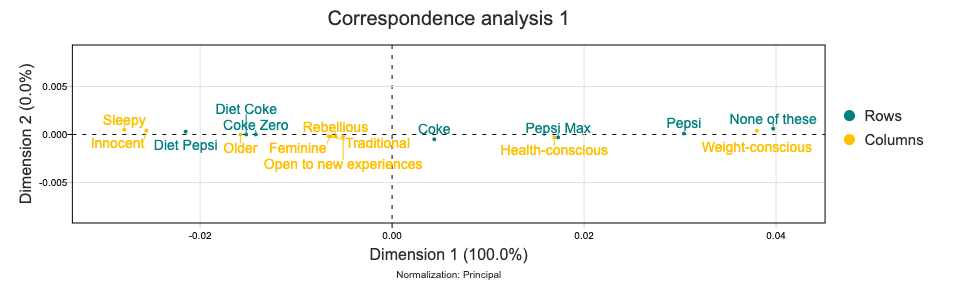 Correspondence analysis 1
Dimension 2 (0.0%)
0.005
0.000
-0.005
Sleepy
Innocent
Diet Pepsi
Diet Coke
Coke Zero
Older
Feminine
Rebellious
Traditional
Open to new experiences
Coke
Pepsi Max
Health-conscious
Pepsi
None of these
Weight-conscious
Rows
Columns
-0.02
0.00
0.02
0.04
Dimension 1 (100.0%)
Normalization: Principal